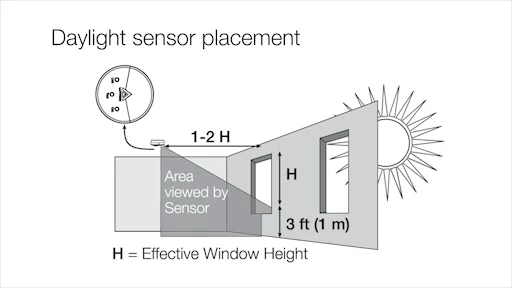 Daylight sensor placement
1-2 H
Area
viewed by
Sensor
H
3 ft (1 m)
H = Effective Window Height